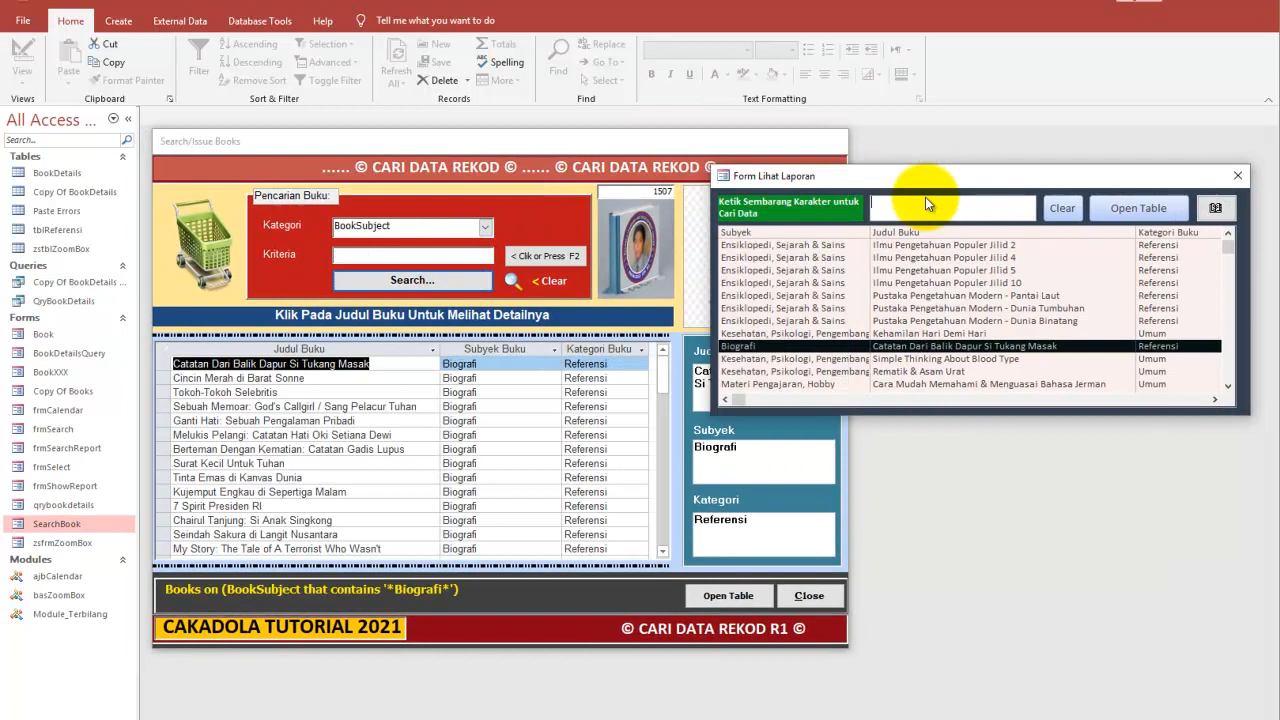 File Home Create External Data Database Tools Help Tell me what you want to do
View
Views
Paste
Cut
Copy
Format Painter
Clipboard
Filter
Ascending
Descending
Remove Sort
Selection
Advanced
Toggle Filter
Sort & Filter
Refresh All
New
Save
Delete
Totals
Spelling
More
Records
Find
Replace
Go To
Select
Find
B I U A
Text Formatting
All Access ...
Search...
Tables
BookDetails
Copy Of BookDetails
Paste Errors
tblReferensi
zstblZoomBox
Queries
Copy Of BookDetails ...
QryBookDetails
Forms
Book
BookDetailsQuery
BookXXX
Copy Of Books
frmCalendar
frmSearch
frmSearchReport
frmSelect
frmShowReport
qrybookdetails
SearchBook
zsfrmZoomBox
Modules
ajbCalendar
basZoomBox
Module_Terbilang
Search/Issue Books
...... © CARI DATA REKOD © ...... © CARI DATA REKOD ©
Pencarian Buku:
Kategori BookSubject
Kriteria < Clik or Press F2
Search... < Clear
1507
Klik Pada Judul Buku Untuk Melihat Detailnya
Judul Buku Subyek Buku Kategori Buku
Catatan Dari Balik Dapur Si Tukang Masak Biografi Referensi
Cincin Merah di Barat Sonne Biografi Referensi
Tokoh-Tokoh Selebritis Biografi Referensi
Sebuah Memoar: God's Callgirl / Sang Pelacur Tuhan Biografi Referensi
Ganti Hati: Sebuah Pengalaman Pribadi Biografi Referensi
Melukis Pelangi: Catatan Hati Oki Setiana Dewi Biografi Referensi
Berteman Dengan Kematian: Catatan Gadis Lupus Biografi Referensi
Surat Kecil Untuk Tuhan Biografi Referensi
Tinta Emas di Kanvas Dunia Biografi Referensi
Kujemput Engkau di Sepertiga Malam Biografi Referensi
7 Spirit Presiden RI Biografi Referensi
Chairul Tanjung: Si Anak Singkong Biografi Referensi
Seindah Sakura di Langit Nusantara Biografi Referensi
My Story: The Tale of A Terrorist Who Wasn't Biografi Referensi
Subyek
Biografi
Kategori
Referensi
Books on (BookSubject that contains '*Biografi*')
Open Table Close
CAKADOLA TUTORIAL 2021 © CARI DATA REKOD R1 ©
Form Lihat Laporan
Ketik Sembarang Karakter untuk
Cari Data
Clear Open Table
Subyek Judul Buku Kategori Buku
Ensiklopedi, Sejarah & Sains Ilmu Pengetahuan Populer Jilid 2 Referensi
Ensiklopedi, Sejarah & Sains Ilmu Pengetahuan Populer Jilid 4 Referensi
Ensiklopedi, Sejarah & Sains Ilmu Pengetahuan Populer Jilid 5 Referensi
Ensiklopedi, Sejarah & Sains Ilmu Pengetahuan Populer Jilid 10 Referensi
Ensiklopedi, Sejarah & Sains Pustaka Pengetahuan Modern - Pantai Laut Referensi
Ensiklopedi, Sejarah & Sains Pustaka Pengetahuan Modern - Dunia Tumbuhan Referensi
Ensiklopedi, Sejarah & Sains Pustaka Pengetahuan Modern - Dunia Binatang Referensi
Kesehatan, Psikologi, Pengembang Kehamilan Hari Demi Hari Umum
Biografi Catatan Dari Balik Dapur Si Tukang Masak Referensi
Kesehatan, Psikologi, Pengembang Simple Thinking About Blood Type Umum
Kesehatan, Psikologi, Pengembang Rematik & Asam Urat Umum
Materi Pengajaran, Hobby Cara Mudah Memahami & Menguasai Bahasa Jerman Umum